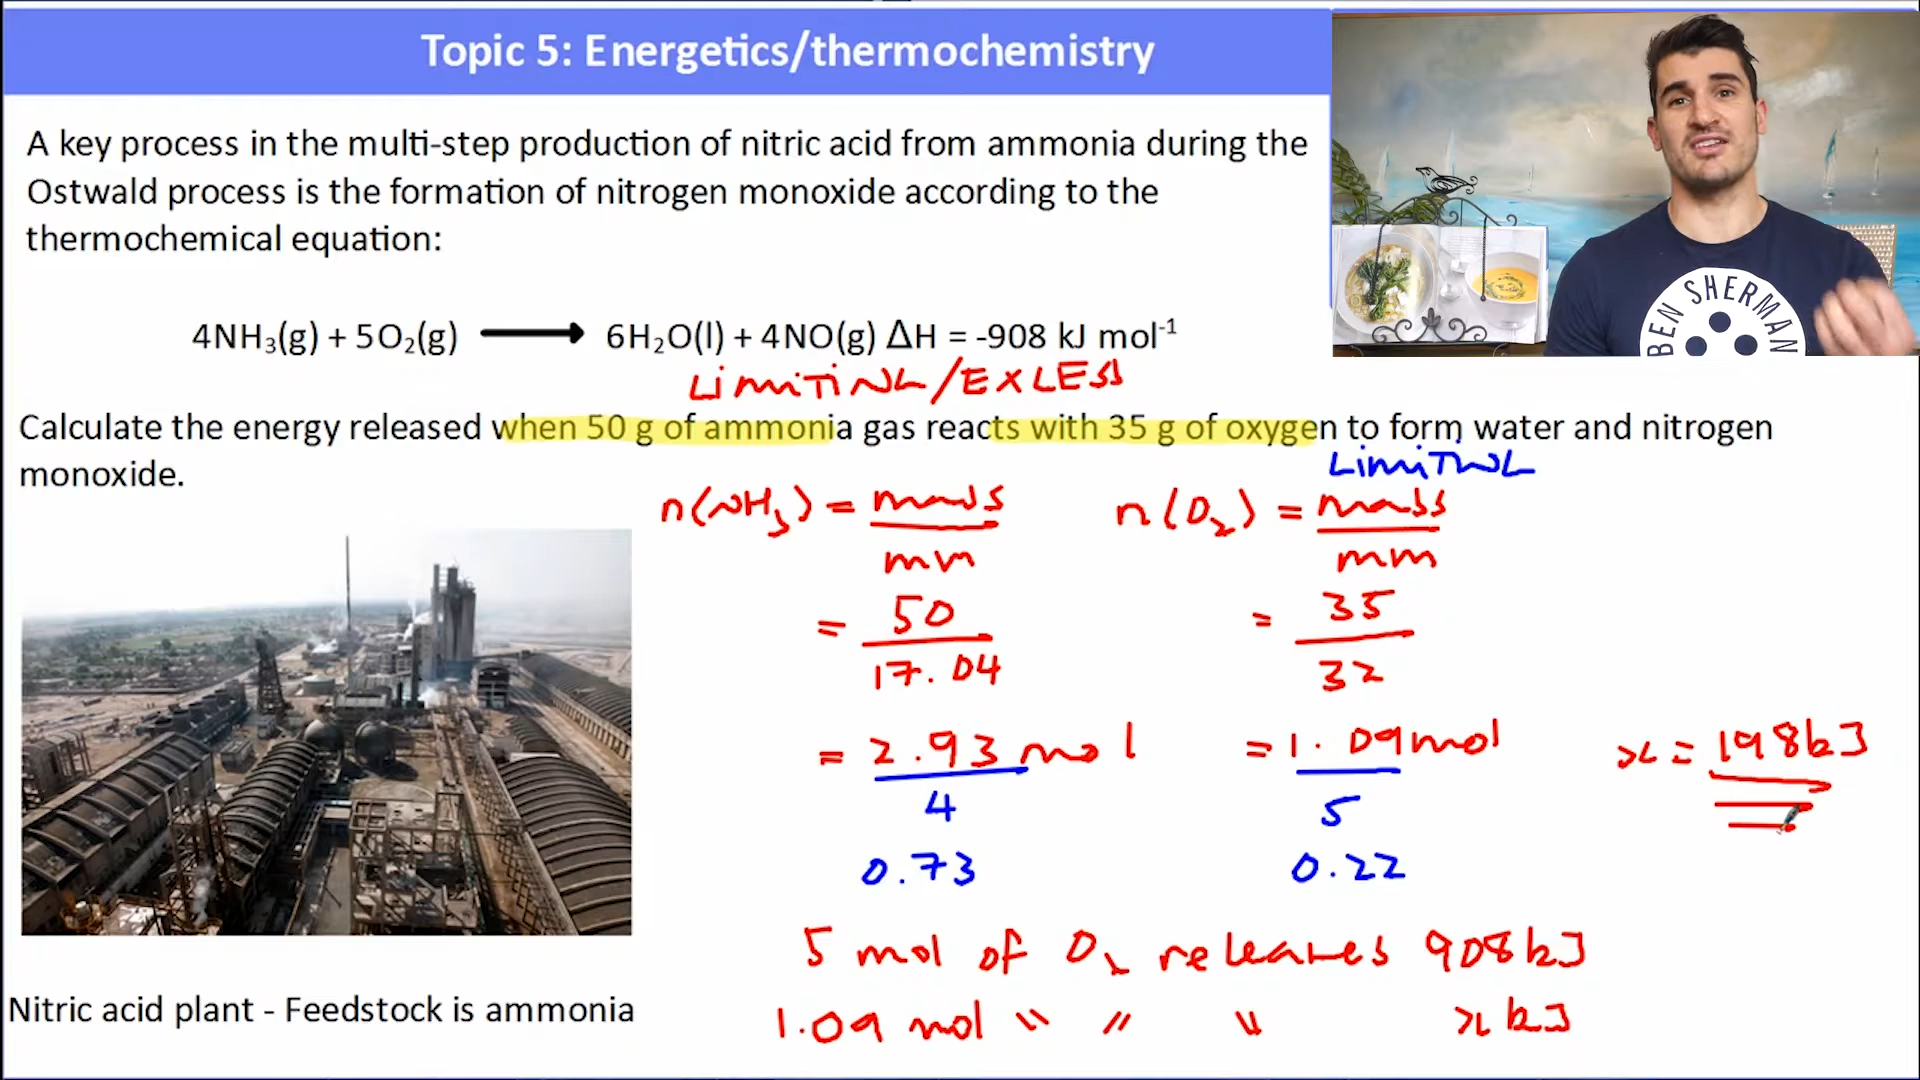 Topic 5: Energetics/thermochemistry
BEN SHERMAN
A key process in the multi-step production of nitric acid from ammonia during the
Ostwald process is the formation of nitrogen monoxide according to the
thermochemical equation:
4NH₃(g) + 5O₂(g) ⟶ 6H₂O(l) + 4NO(g) ΔH = -908 kJ mol⁻¹
LIMITING/EXCESS
Calculate the energy released when 50 g of ammonia gas reacts with 35 g of oxygen to form water and nitrogen
monoxide.
LIMITING
n(NH₃) = mass n(O₂) = mass
mm mm
= 50 = 35
17.04 32
= 2.93 mol = 1.09 mol x = 198kJ
4 5
0.73 0.22
5 mol of O₂ releases 908kJ
1.09 mol " " " x kJ
Nitric acid plant - Feedstock is ammonia